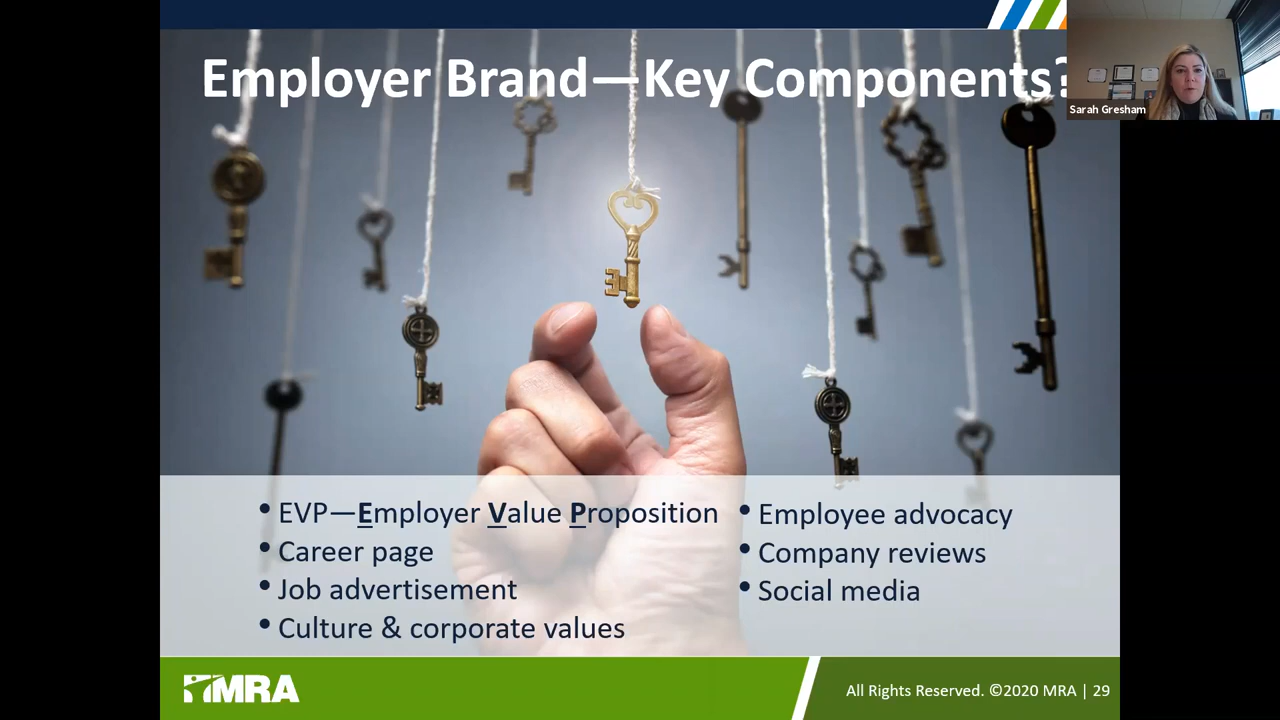 Employer Brand—Key Components?
Sarah Gresham
• EVP—Employer Value Proposition
• Career page
• Job advertisement
• Culture & corporate values
• Employee advocacy
• Company reviews
• Social media
MRA
All Rights Reserved. ©2020 MRA | 29